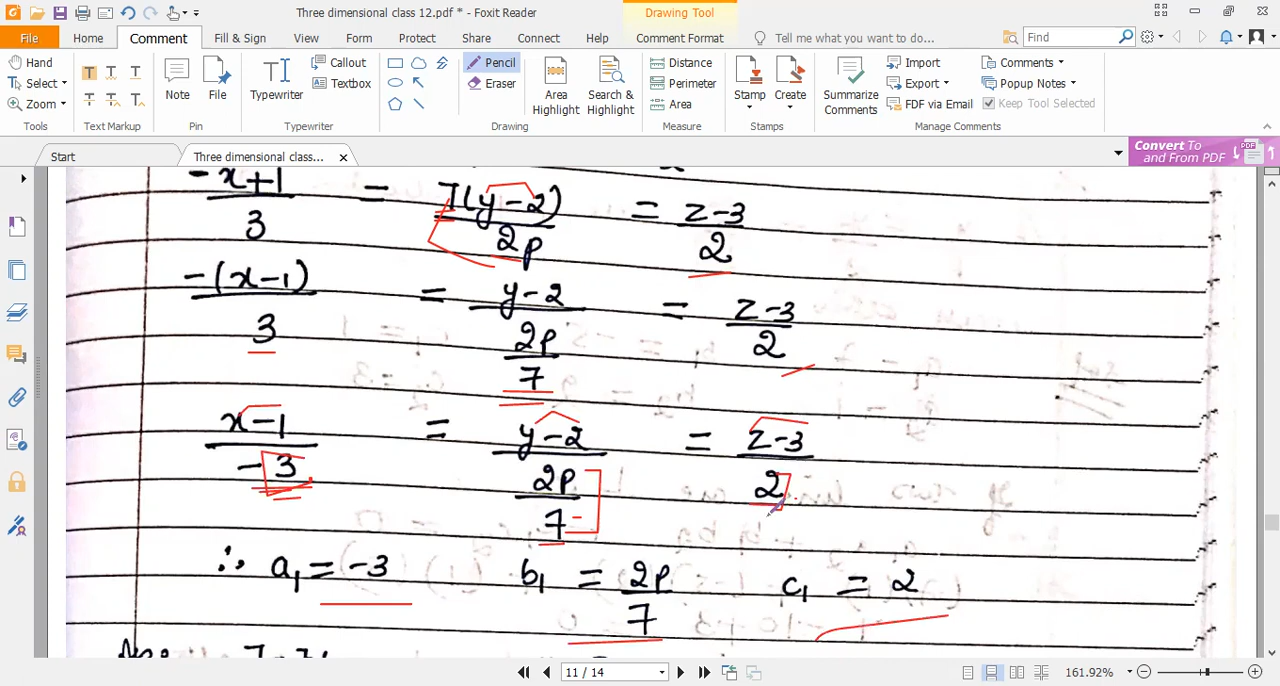 Three dimensional class 12.pdf * - Foxit Reader
Drawing Tool
File Home Comment Fill & Sign View Form Protect Share Connect Help Comment Format Tell me what you want to do... Find
Hand
Select
Zoom
Tools
Text Markup
Note
File
Pin
Typewriter
Callout
Textbox
Typewriter
Pencil
Eraser
Drawing
Area Highlight
Search & Highlight
Distance
Perimeter
Area
Measure
Stamp
Create
Stamps
Summarize Comments
Import
Export
FDF via Email
Comments
Popup Notes
Keep Tool Selected
Manage Comments
Start
Three dimensional class...
Convert To and From PDF
-x+1/3 = 7(y-2)/2p = z-3/2
-(x-1)/3 = y-2/(2p/7) = z-3/2
x-1/-3 = y-2/(2p/7) = z-3/2
∴ a₁ = -3 b₁ = 2p/7 c₁ = 2
11 / 14
161.92%